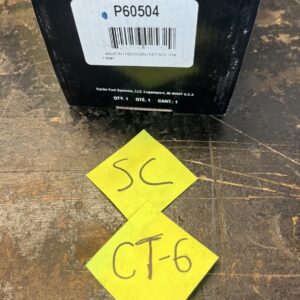 P60504
Carter Fuel Systems, LLC. Logansport, IN 46947 U.S.A
QTY. 1 QTÉ. 1 CANT.: 1
SC
CT-6